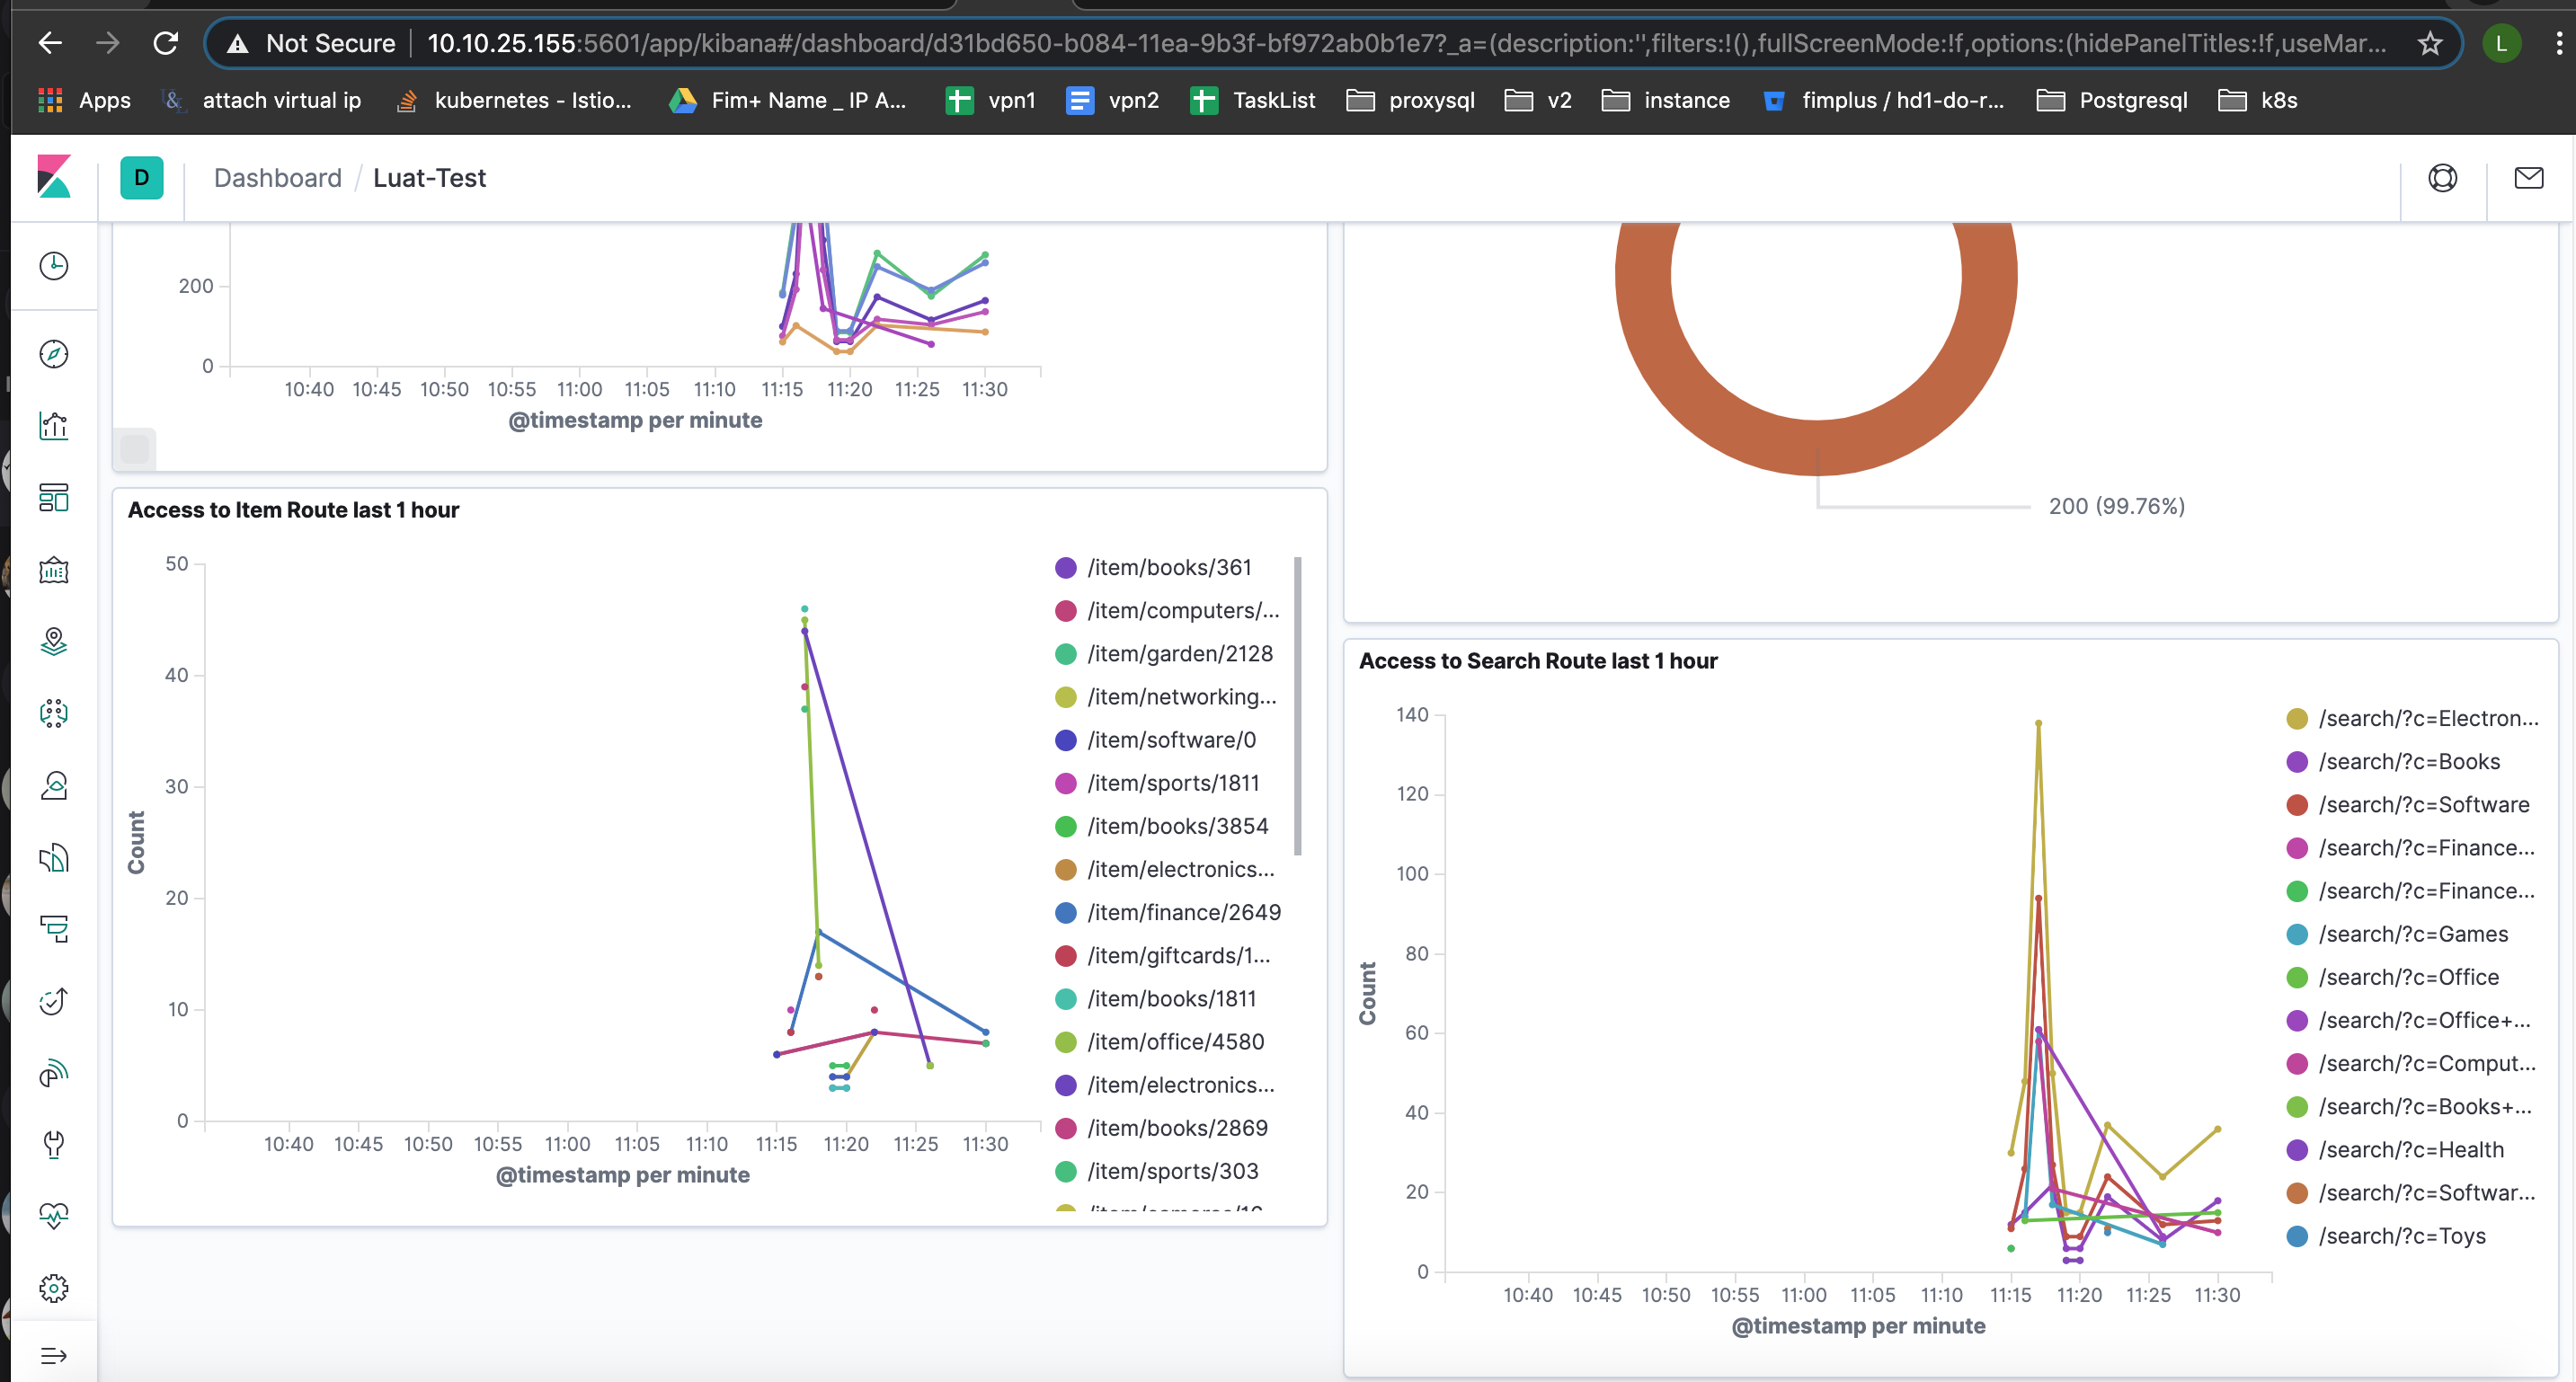 Not Secure
10.10.25.155:5601/app/kibana#/dashboard/d31bd650-b084-11ea-9b3f-bf972ab0b1e7?_a=(description:'',filters:!(),fullScreenMode:!f,options:(hidePanelTitles:!f,useMar...
L
Apps
attach virtual ip
kubernetes - Istio...
Fim+ Name _ IP A...
vpn1
vpn2
TaskList
proxysql
v2
instance
fimplus / hd1-do-r...
Postgresql
k8s
D
Dashboard / Luat-Test
200
0
10:40 10:45 10:50 10:55 11:00 11:05 11:10 11:15 11:20 11:25 11:30
@timestamp per minute
200 (99.76%)
Access to Item Route last 1 hour
50
40
30
20
10
0
Count
10:40 10:45 10:50 10:55 11:00 11:05 11:10 11:15 11:20 11:25 11:30
@timestamp per minute
/item/books/361
/item/computers/...
/item/garden/2128
/item/networking...
/item/software/0
/item/sports/1811
/item/books/3854
/item/electronics...
/item/finance/2649
/item/giftcards/1...
/item/books/1811
/item/office/4580
/item/electronics...
/item/books/2869
/item/sports/303
Access to Search Route last 1 hour
140
120
100
80
60
40
20
0
Count
10:40 10:45 10:50 10:55 11:00 11:05 11:10 11:15 11:20 11:25 11:30
@timestamp per minute
/search/?c=Electron...
/search/?c=Books
/search/?c=Software
/search/?c=Finance...
/search/?c=Finance...
/search/?c=Games
/search/?c=Office
/search/?c=Office+...
/search/?c=Comput...
/search/?c=Books+...
/search/?c=Health
/search/?c=Softwar...
/search/?c=Toys